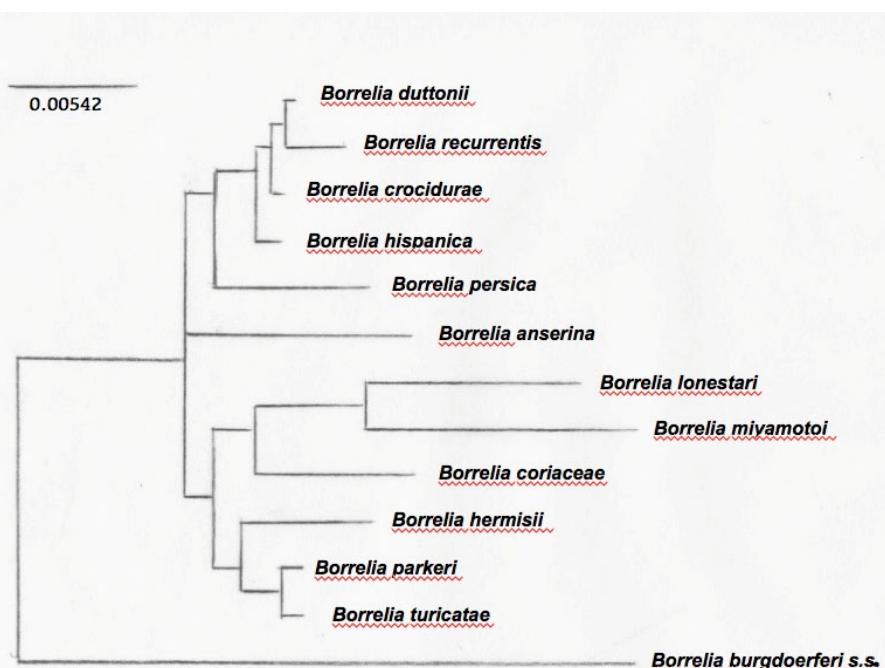 0.00542
Borrelia duttonii
Borrelia recurrentis
Borrelia crocidurae
Borrelia hispanica
Borrelia persica
Borrelia anserina
Borrelia lonestari
Borrelia miyamotoi
Borrelia coriaceae
Borrelia hermisii
Borrelia parkeri
Borrelia turicatae
Borrelia burgdoerferi s.s.